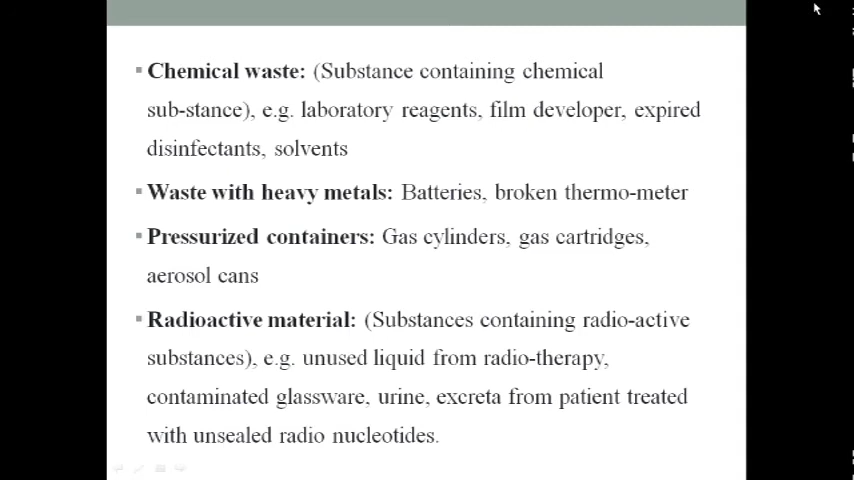 Chemical waste: (Substance containing chemical
sub-stance), e.g. laboratory reagents, film developer, expired
disinfectants, solvents
Waste with heavy metals: Batteries, broken thermo-meter
Pressurized containers: Gas cylinders, gas cartridges,
aerosol cans
Radioactive material: (Substances containing radio-active
substances), e.g. unused liquid from radio-therapy,
contaminated glassware, urine, excreta from patient treated
with unsealed radio nucleotides.